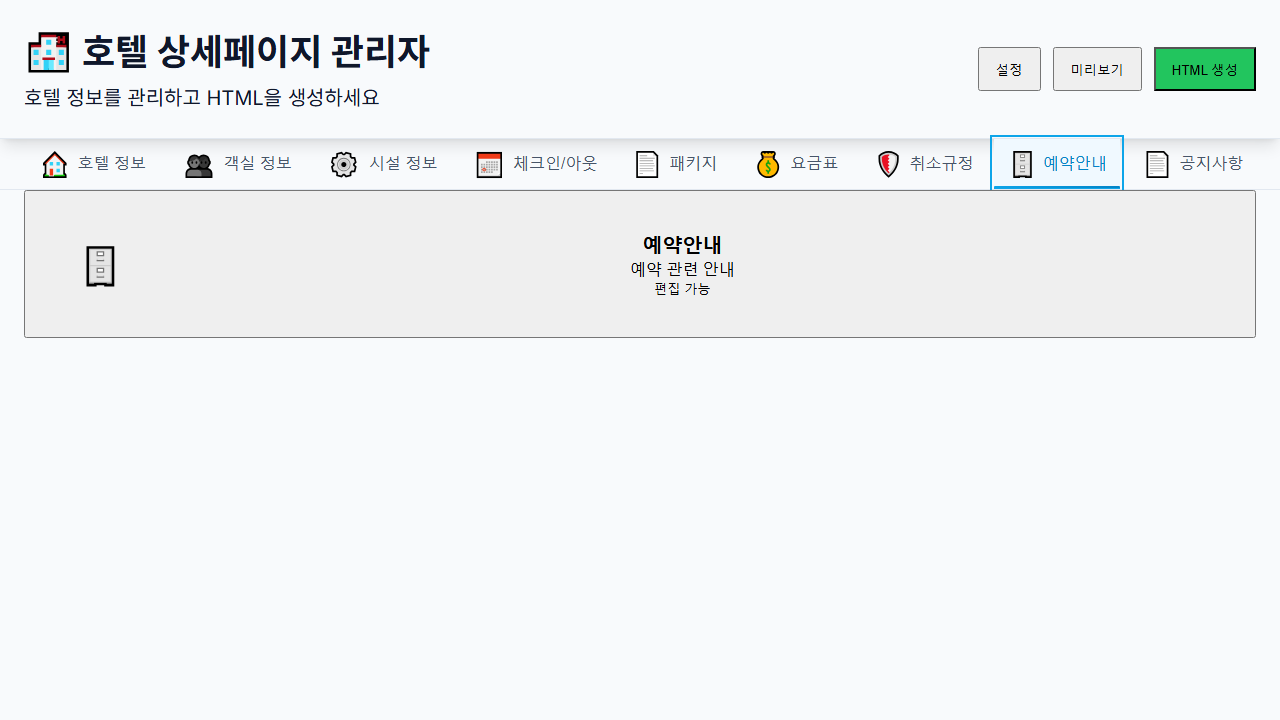 호텔 상세페이지 관리자
호텔 정보를 관리하고 HTML을 생성하세요
설정
미리보기
HTML 생성
호텔 정보
객실 정보
시설 정보
체크인/아웃
패키지
요금표
취소규정
예약안내
공지사항
예약안내
예약 관련 안내
편집 가능